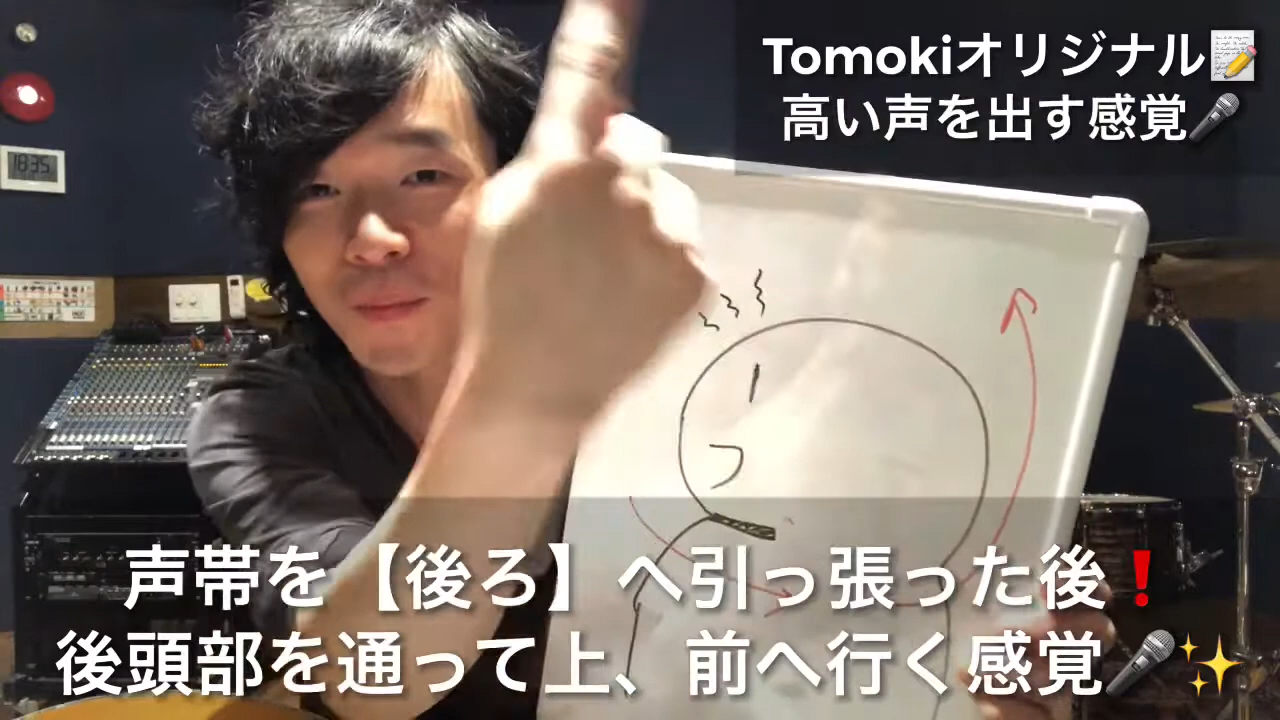 Tomokiオリジナル📝
高い声を出す感覚🎤
18:35
声帯を【後ろ】へ引っ張った後❗
後頭部を通って上、前へ行く感覚🎤✨